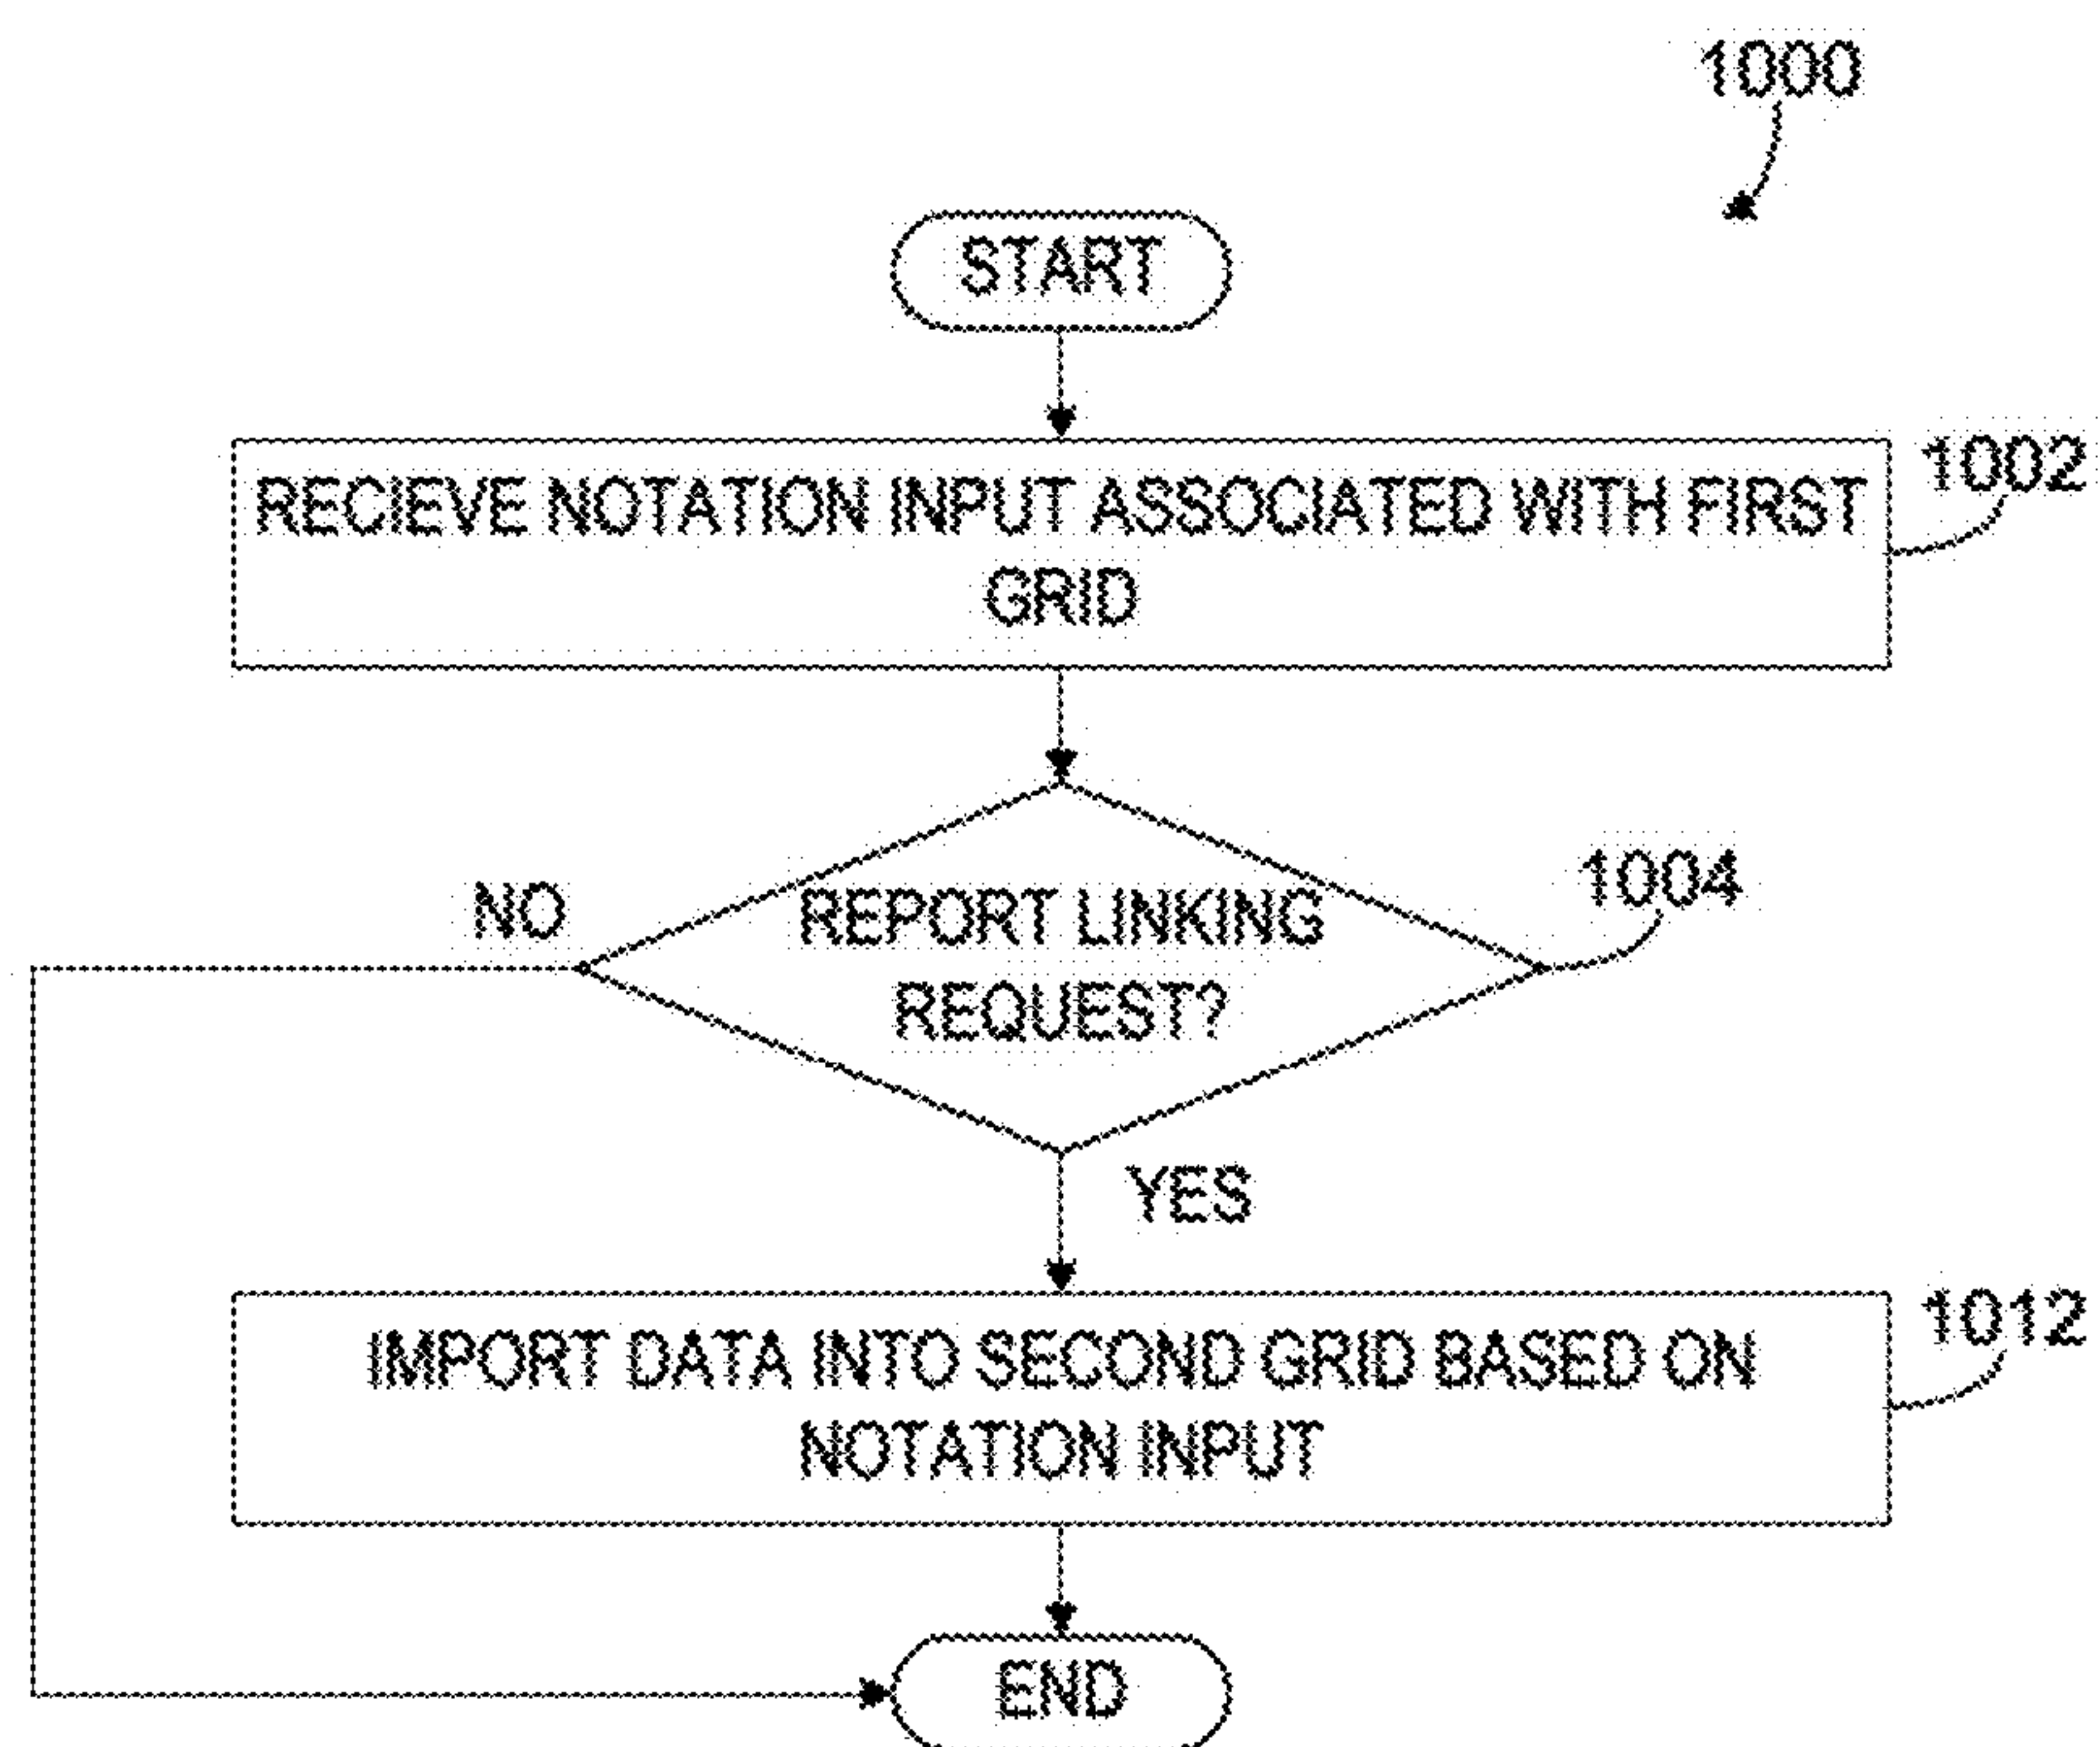 1000
START
RECIEVE NOTATION INPUT ASSOCIATED WITH FIRST
GRID
1002
REPORT LINKING
REQUEST?
1004
NO
YES
IMPORT DATA INTO SECOND GRID BASED ON
NOTATION INPUT
1012
END